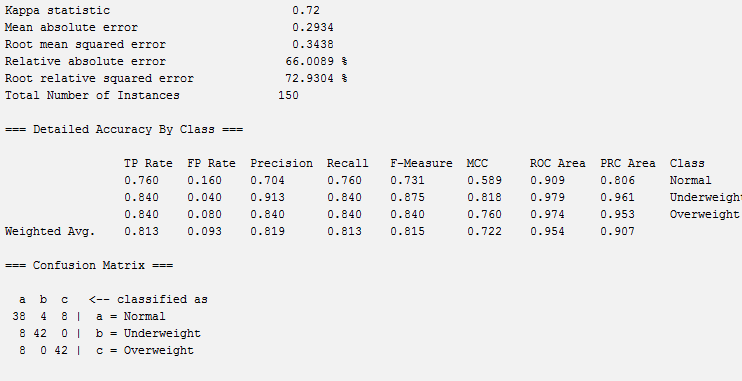 Kappa statistic                          0.72
Mean absolute error                      0.2934
Root mean squared error                  0.3438
Relative absolute error                 66.0089 %
Root relative squared error             72.9304 %
Total Number of Instances              150
=== Detailed Accuracy By Class ===
                 TP Rate  FP Rate  Precision  Recall   F-Measure  MCC      ROC Area  PRC Area  Class
                 0.760    0.160    0.704      0.760    0.731      0.589    0.909     0.806     Normal
                 0.840    0.040    0.913      0.840    0.875      0.818    0.979     0.961     Underweight
                 0.840    0.080    0.840      0.840    0.840      0.760    0.974     0.953     Overweight
Weighted Avg.    0.813    0.093    0.819      0.813    0.815      0.722    0.954     0.907
=== Confusion Matrix ===
  a  b  c   <-- classified as
 38  4  8 |  a = Normal
  8 42  0 |  b = Underweight
  8  0 42 |  c = Overweight